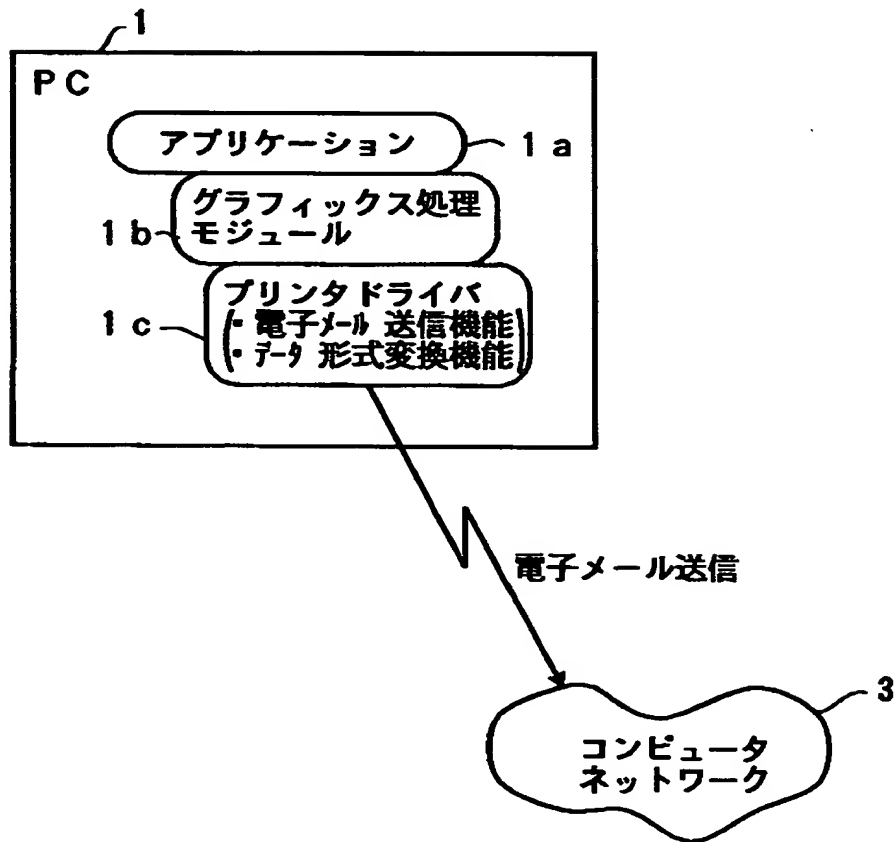 1
PC
アプリケーション
1a
グラフィックス処理
モジュール
1b
プリンタドライバ
・電子メール 送信機能
・データ 形式変換機能
1c
電子メール送信
3
コンピュータ
ネットワーク